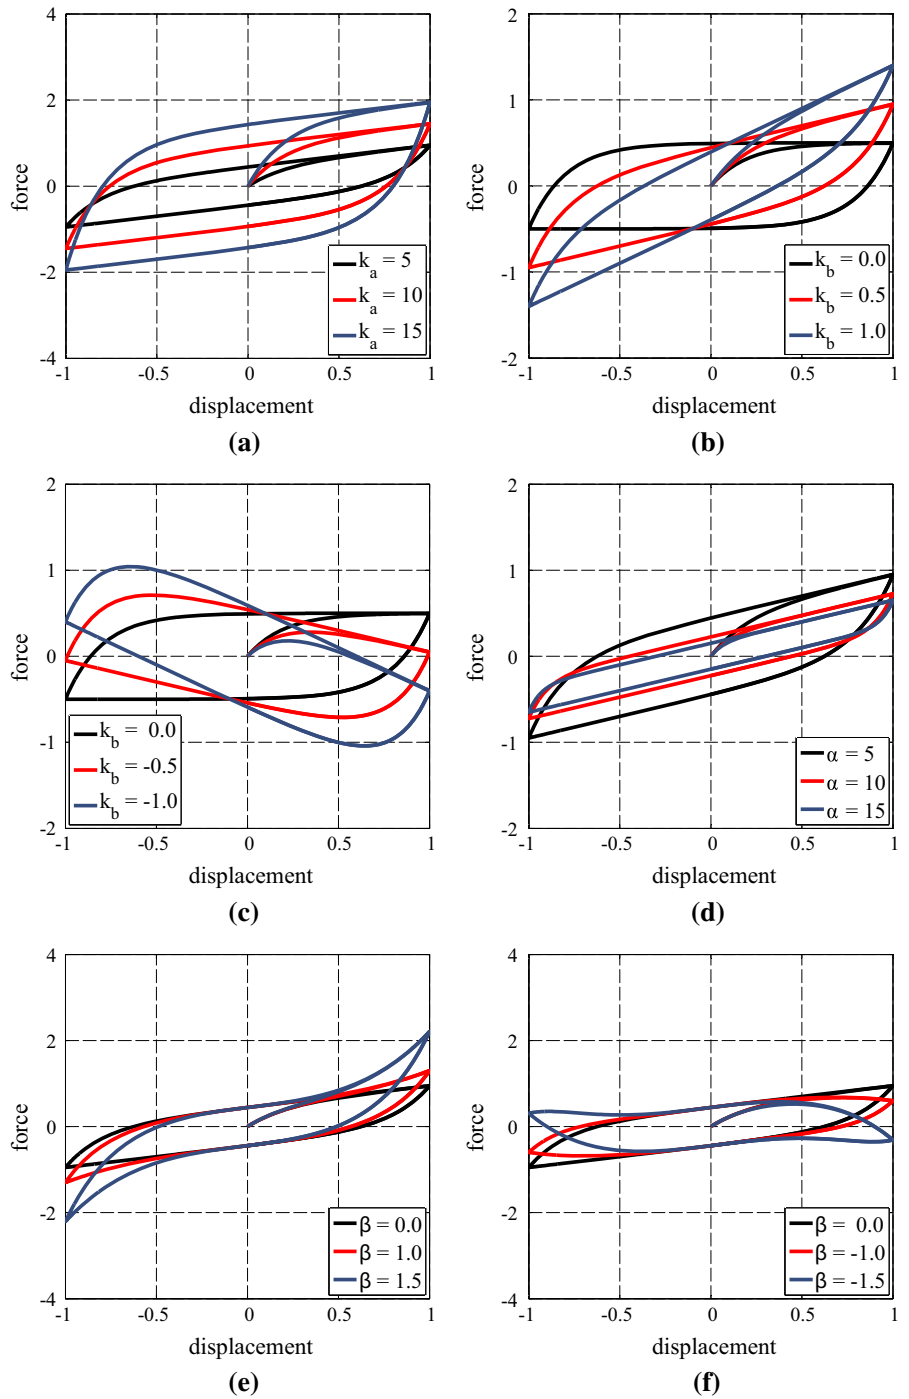 4
2
0
-2
-4
force
k_a = 5
k_a = 10
k_a = 15
-1
-0.5
0
0.5
1
displacement
(a)
2
1
0
-1
-2
force
k_b = 0.0
k_b = 0.5
k_b = 1.0
-1
-0.5
0
0.5
1
displacement
(b)
2
1
0
-1
-2
force
k_b = 0.0
k_b = -0.5
k_b = -1.0
-1
-0.5
0
0.5
1
displacement
(c)
2
1
0
-1
-2
force
α = 5
α = 10
α = 15
-1
-0.5
0
0.5
1
displacement
(d)
4
2
0
-2
-4
force
β = 0.0
β = 1.0
β = 1.5
-1
-0.5
0
0.5
1
displacement
(e)
4
2
0
-2
-4
force
β = 0.0
β = -1.0
β = -1.5
-1
-0.5
0
0.5
1
displacement
(f)